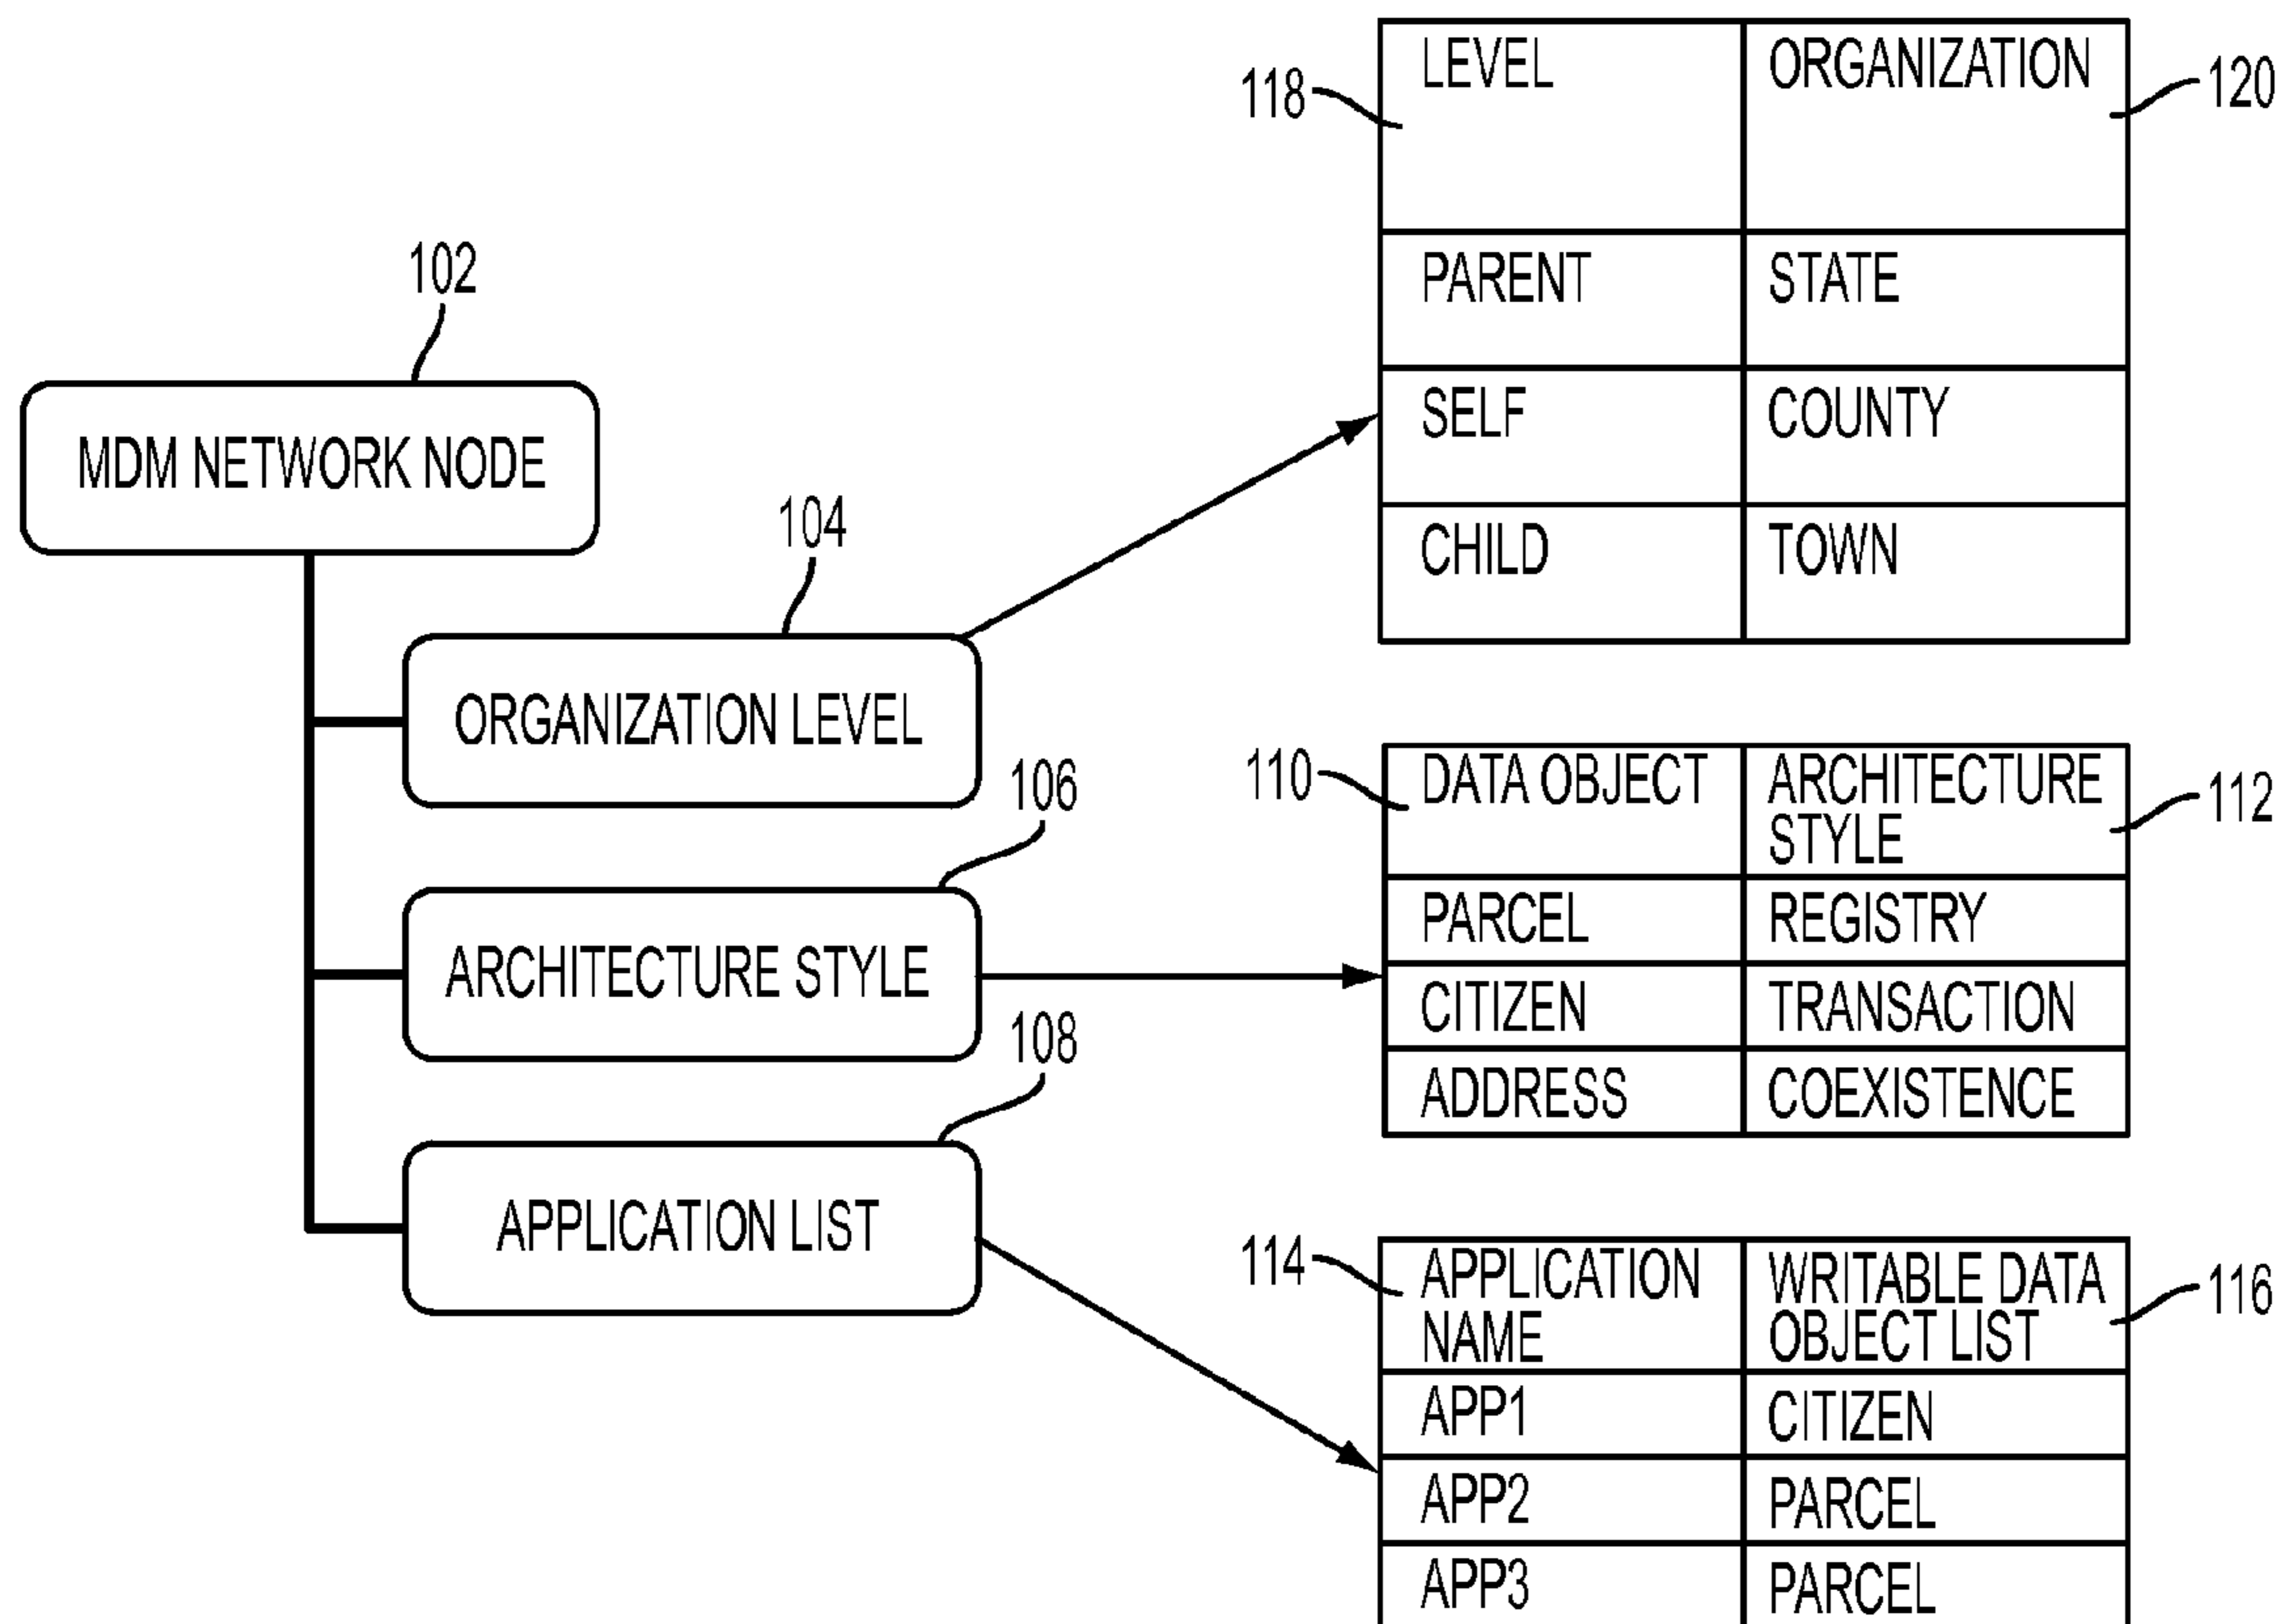 102
MDM NETWORK NODE
104
ORGANIZATION LEVEL
106
ARCHITECTURE STYLE
108
APPLICATION LIST
118
LEVEL ORGANIZATION
120
PARENT STATE
SELF COUNTY
CHILD TOWN
110
DATA OBJECT ARCHITECTURE
STYLE
112
PARCEL REGISTRY
CITIZEN TRANSACTION
ADDRESS COEXISTENCE
114
APPLICATION WRITABLE DATA
NAME OBJECT LIST
116
APP1 CITIZEN
APP2 PARCEL
APP3 PARCEL